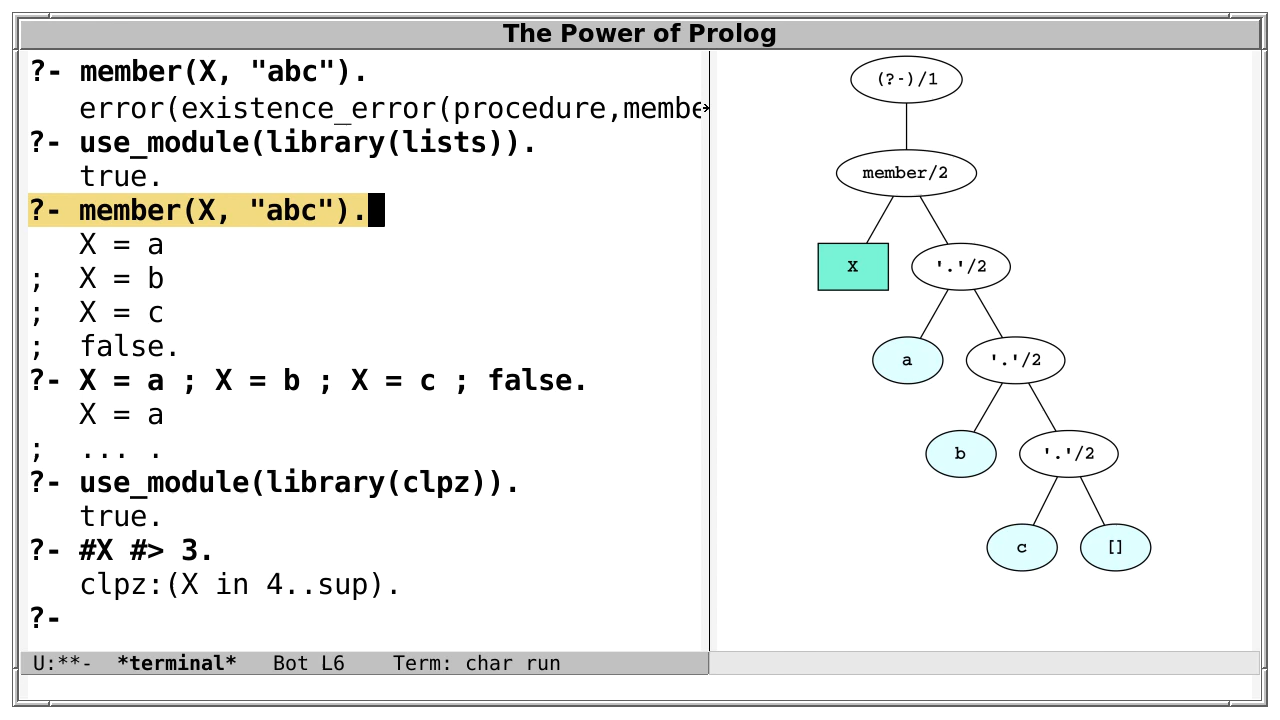 The Power of Prolog
?- member(X, "abc").
   error(existence_error(procedure,membe
?- use_module(library(lists)).
   true.
?- member(X, "abc").
   X = a
;  X = b
;  X = c
;  false.
?- X = a ; X = b ; X = c ; false.
   X = a
;  ... .
?- use_module(library(clpz)).
   true.
?- #X #> 3.
   clpz:(X in 4..sup).
?-
U:**-  *terminal*   Bot L6    Term: char run
(?-)/1
member/2
X '.'/2
a '.'/2
b '.'/2
c []